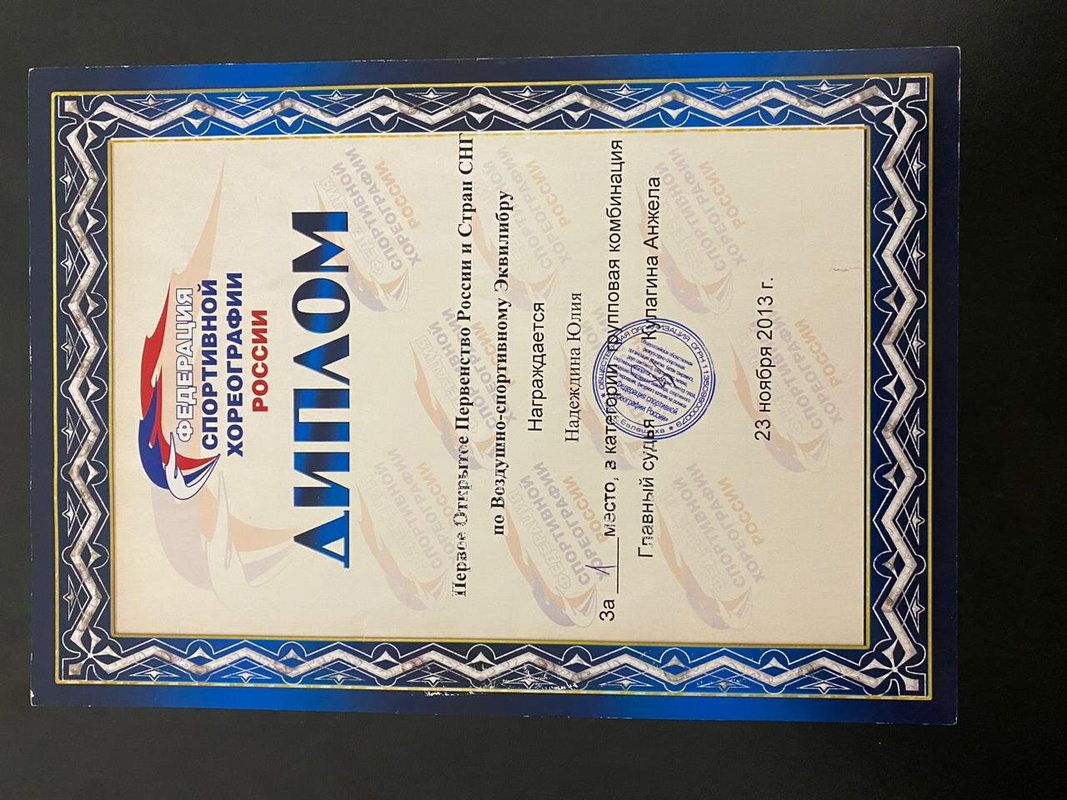 ФЕДЕРАЦИЯ
СПОРТИВНОЙ
ХОРЕОГРАФИИ
РОССИИ
ДИПЛОМ
Первое Открытое Первенство России и Стран СНГ
по Воздушно-спортивному Эквилибру
Награждается
Надеждина Юлия
За 1 место, в категории групповая комбинация
Главный судья Кулагина Анжела
23 ноября 2013 г.